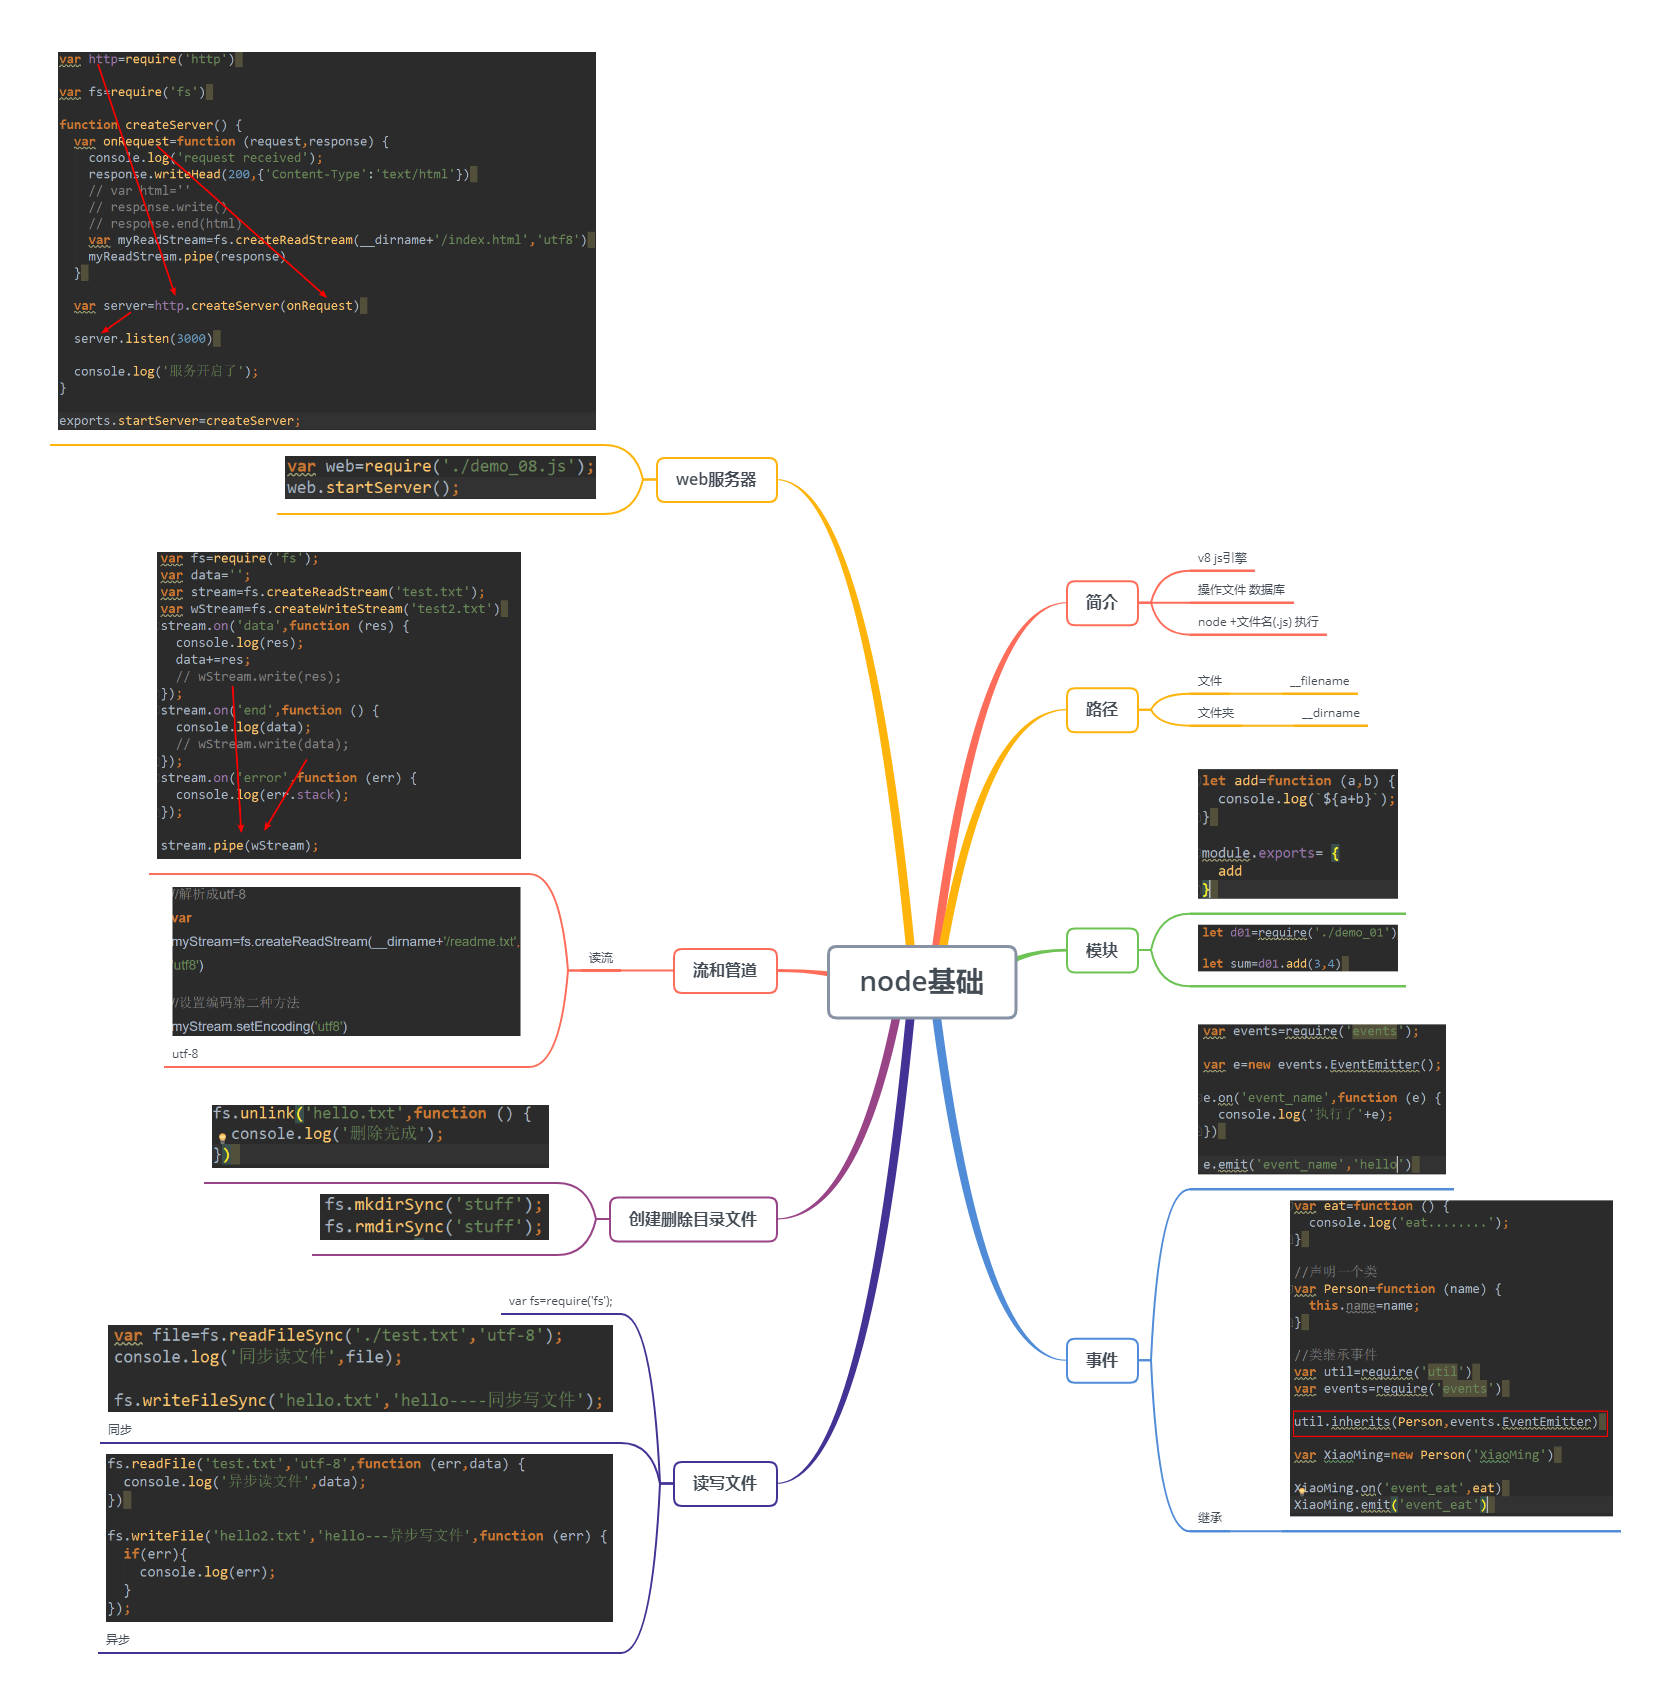 var http=require('http')
var fs=require('fs')
function createServer() {
var onRequest=function (request,response) {
console.log('request received');
response.writeHead(200,{'Content-Type':'text/html'})
// var html=''
// response.write()
// response.end(html)
var myReadStream=fs.createReadStream(__dirname+'/index.html','utf8')
myReadStream.pipe(response)
}
var server=http.createServer(onRequest)
server.listen(3000)
console.log('服务开启了');
}
exports.startServer=createServer;
var web=require('./demo_08.js');
web.startServer();
web服务器
var fs=require('fs');
var data='';
var stream=fs.createReadStream('test.txt');
var wStream=fs.createWriteStream('test2.txt')
stream.on('data',function (res) {
console.log(res);
data+=res;
// wStream.write(res);
});
stream.on('end',function () {
console.log(data);
// wStream.write(data);
});
stream.on('error',function (err) {
console.log(err.stack);
});
stream.pipe(wStream);
//解析成utf-8
var
myStream=fs.createReadStream(__dirname+'/readme.txt',
'utf8')
//设置编码第二种方法
myStream.setEncoding('utf8')
utf-8
读流
流和管道
fs.unlink('hello.txt',function () {
console.log('删除完成');
})
fs.mkdirSync('stuff');
fs.rmdirSync('stuff');
创建删除目录文件
var fs=require('fs');
var file=fs.readFileSync('./test.txt','utf-8');
console.log('同步读文件',file);
fs.writeFileSync('hello.txt','hello----同步写文件');
同步
fs.readFile('test.txt','utf-8',function (err,data) {
console.log('异步读文件',data);
})
fs.writeFile('hello2.txt','hello---异步写文件',function (err) {
if(err){
console.log(err);
}
});
异步
读写文件
node基础
简介
v8 js引擎
操作文件 数据库
node +文件名(.js) 执行
路径
文件
__filename
文件夹
__dirname
模块
let add=function (a,b) {
console.log(`${a+b}`);
}
module.exports= {
add
}
let d01=require('./demo_01')
let sum=d01.add(3,4)
事件
var events=require('events');
var e=new events.EventEmitter();
e.on('event_name',function (e) {
console.log('执行了'+e);
})
e.emit('event_name','hello')
继承
var eat=function () {
console.log('eat........');
}
//声明一个类
var Person=function (name) {
this.name=name;
}
//类继承事件
var util=require('util')
var events=require('events')
util.inherits(Person,events.EventEmitter)
var XiaoMing=new Person('XiaoMing')
XiaoMing.on('event_eat',eat)
XiaoMing.emit('event_eat')